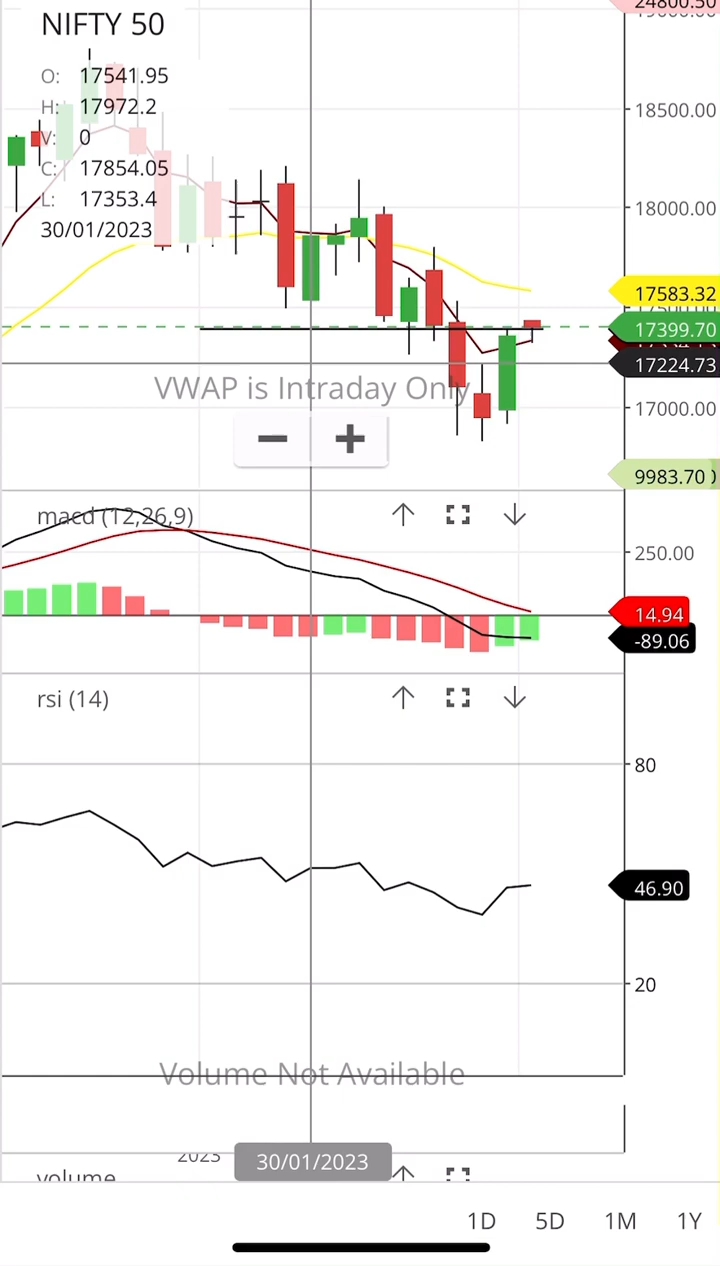 24800.50
NIFTY 50
O: 17541.95
H: 17972.2
V: 0
C: 17854.05
L: 17353.4
30/01/2023
18500.00
18000.00
17583.32
17399.70
17224.73
VWAP is Intraday Only
17000.00
9983.70
macd (12,26,9)
250.00
14.94
-89.06
rsi (14)
80
46.90
20
Volume Not Available
2023
30/01/2023
volume
1D 5D 1M 1Y